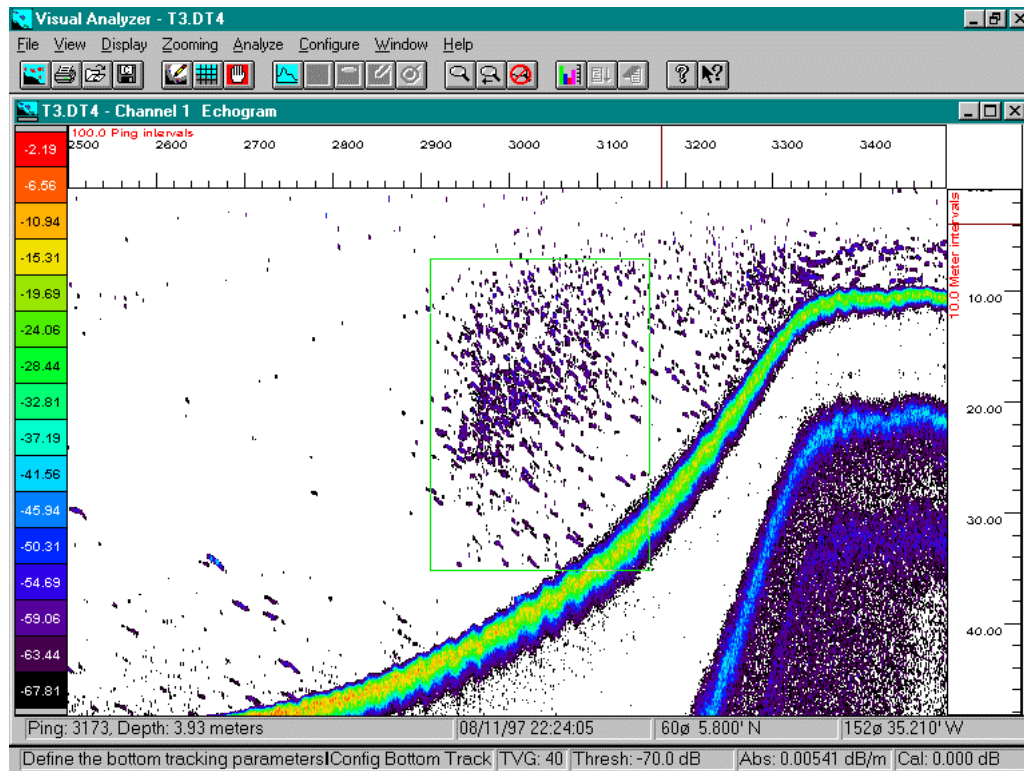 Visual Analyzer - T3.DT4
File View Display Zooming Analyze Configure Window Help
T3.DT4 - Channel 1 Echogram
100.0 Ping intervals
2500 2600 2700 2800 2900 3000 3100 3200 3300 3400
-2.19
-6.56
-10.94
-15.31
-19.69
-24.06
-28.44
-32.81
-37.19
-41.56
-45.94
-50.31
-54.69
-59.06
-63.44
-67.81
10.0 Meter intervals
10.00
20.00
30.00
40.00
Ping: 3173, Depth: 3.93 meters 08/11/97 22:24:05 60ø 5.800' N 152ø 35.210' W
Define the bottom tracking parameters Config Bottom Track TVG: 40 Thresh: -70.0 dB Abs: 0.00541 dB/m Cal: 0.000 dB